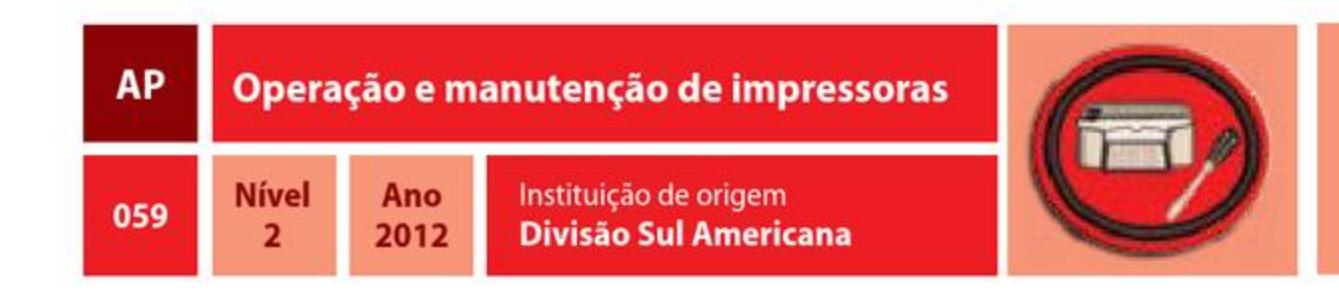 AP
Operação e manutenção de impressoras
059
Nível
2
Ano
2012
Instituição de origem
Divisão Sul Americana